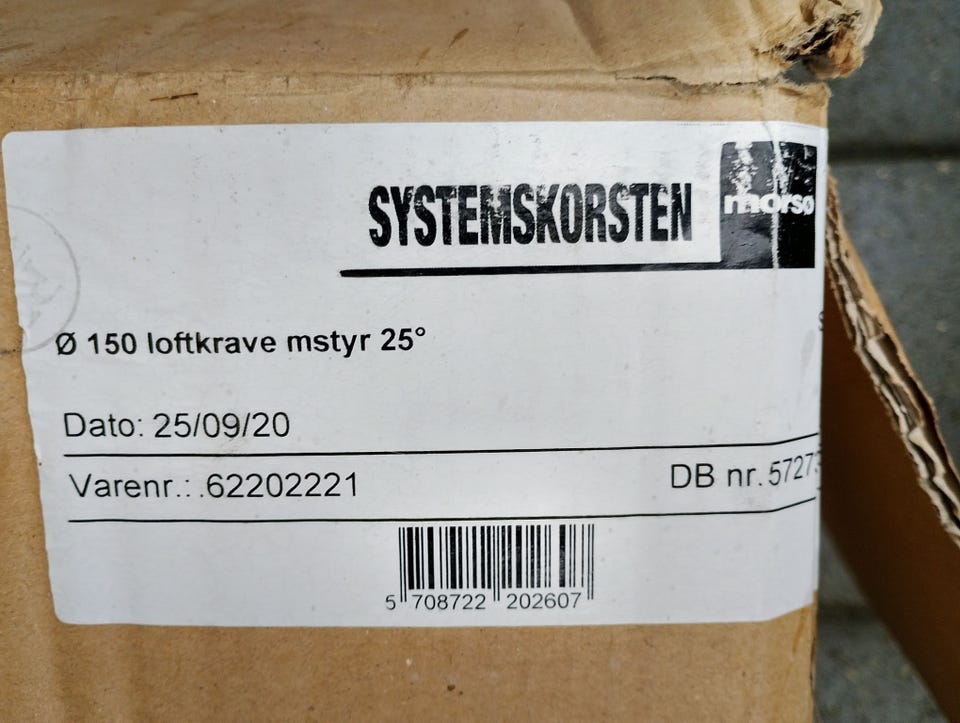 SYSTEMSKORSTEN
morsø
Ø 150 loftkrave mstyr 25°
Dato: 25/09/20
Varenr.: .62202221
DB nr. 5727
5 708722 202607